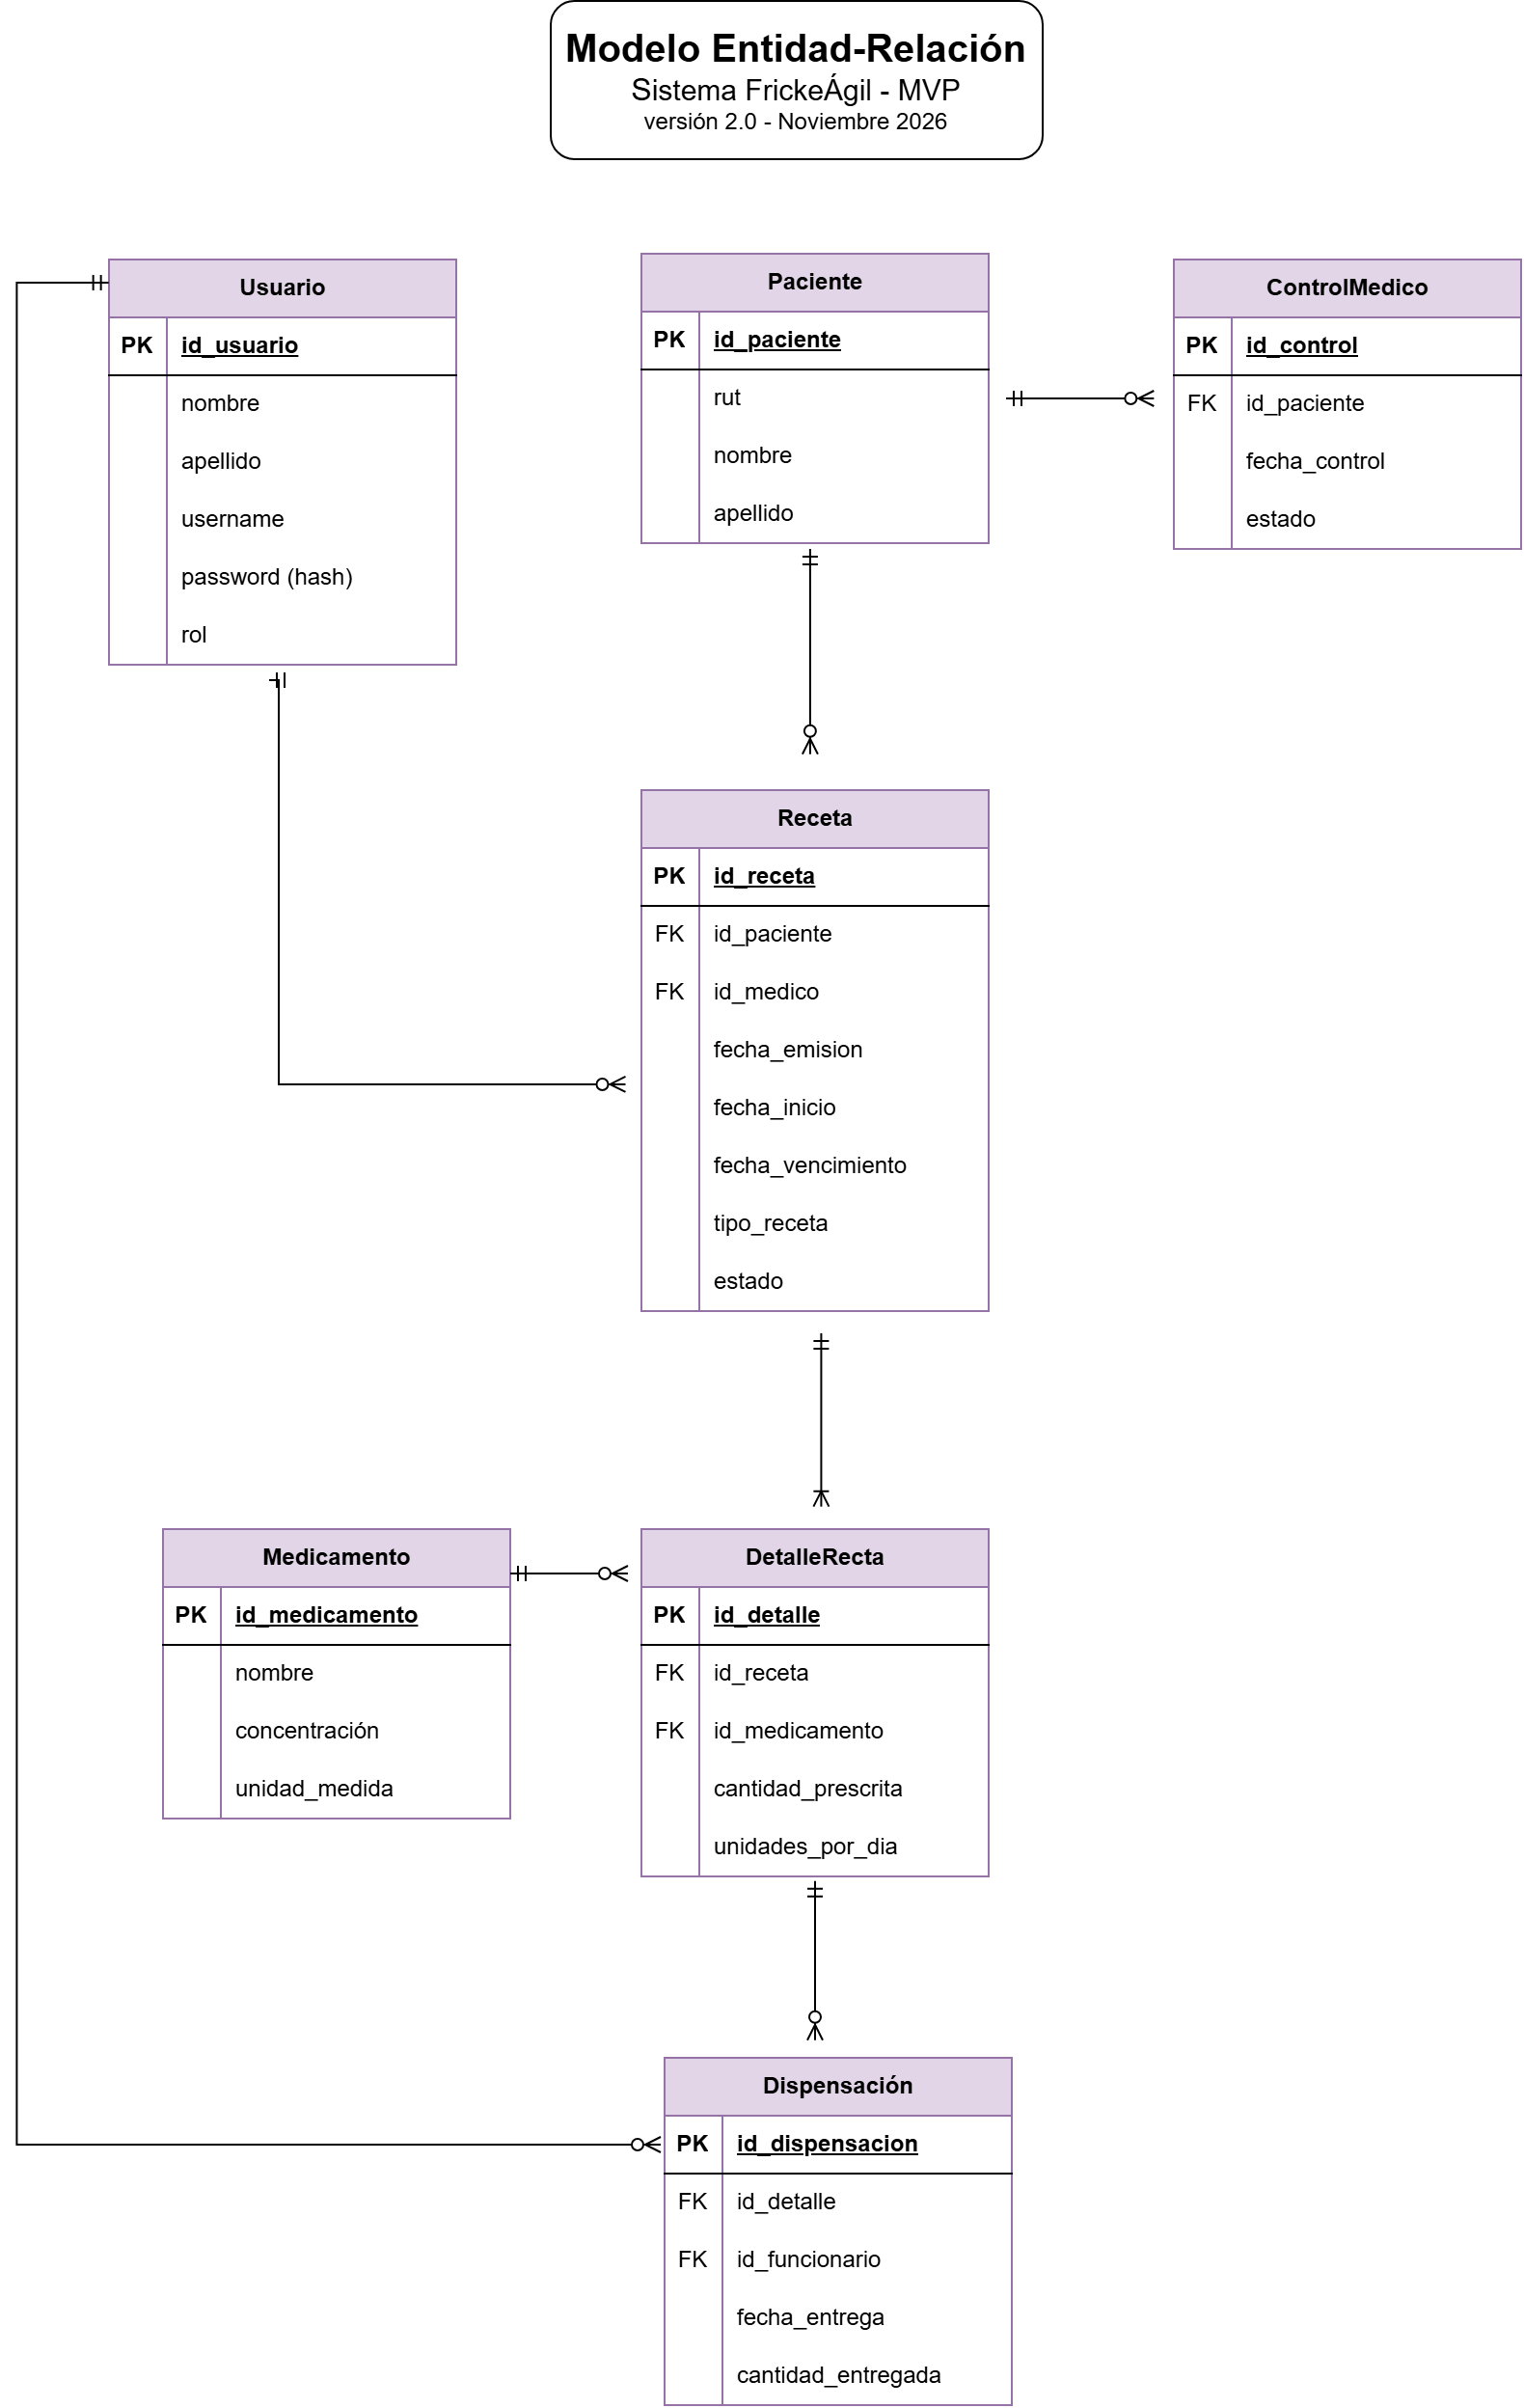 Modelo Entidad-Relación
Sistema FrickeÁgil - MVP
versión 2.0 - Noviembre 2026
Usuario
PK id_usuario
nombre
apellido
username
password (hash)
rol
Paciente
PK id_paciente
rut
nombre
apellido
ControlMedico
PK id_control
FK id_paciente
fecha_control
estado
Receta
PK id_receta
FK id_paciente
FK id_medico
fecha_emision
fecha_inicio
fecha_vencimiento
tipo_receta
estado
Medicamento
PK id_medicamento
nombre
concentración
unidad_medida
DetalleRecta
PK id_detalle
FK id_receta
FK id_medicamento
cantidad_prescrita
unidades_por_dia
Dispensación
PK id_dispensacion
FK id_detalle
FK id_funcionario
fecha_entrega
cantidad_entregada